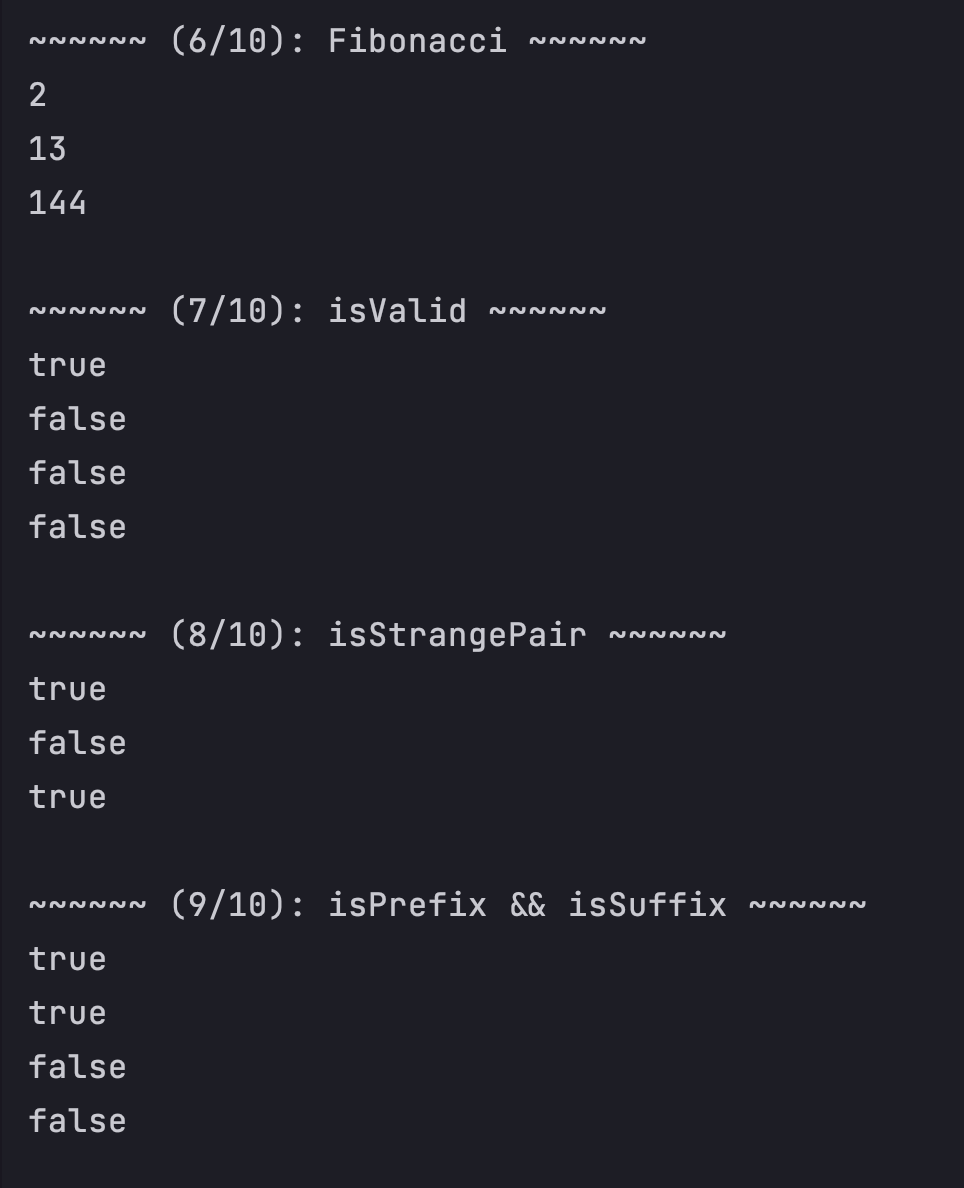 ~~~~~~ (6/10): Fibonacci ~~~~~~
2
13
144
~~~~~~ (7/10): isValid ~~~~~~
true
false
false
false
~~~~~~ (8/10): isStrangePair ~~~~~~
true
false
true
~~~~~~ (9/10): isPrefix && isSuffix ~~~~~~
true
true
false
false